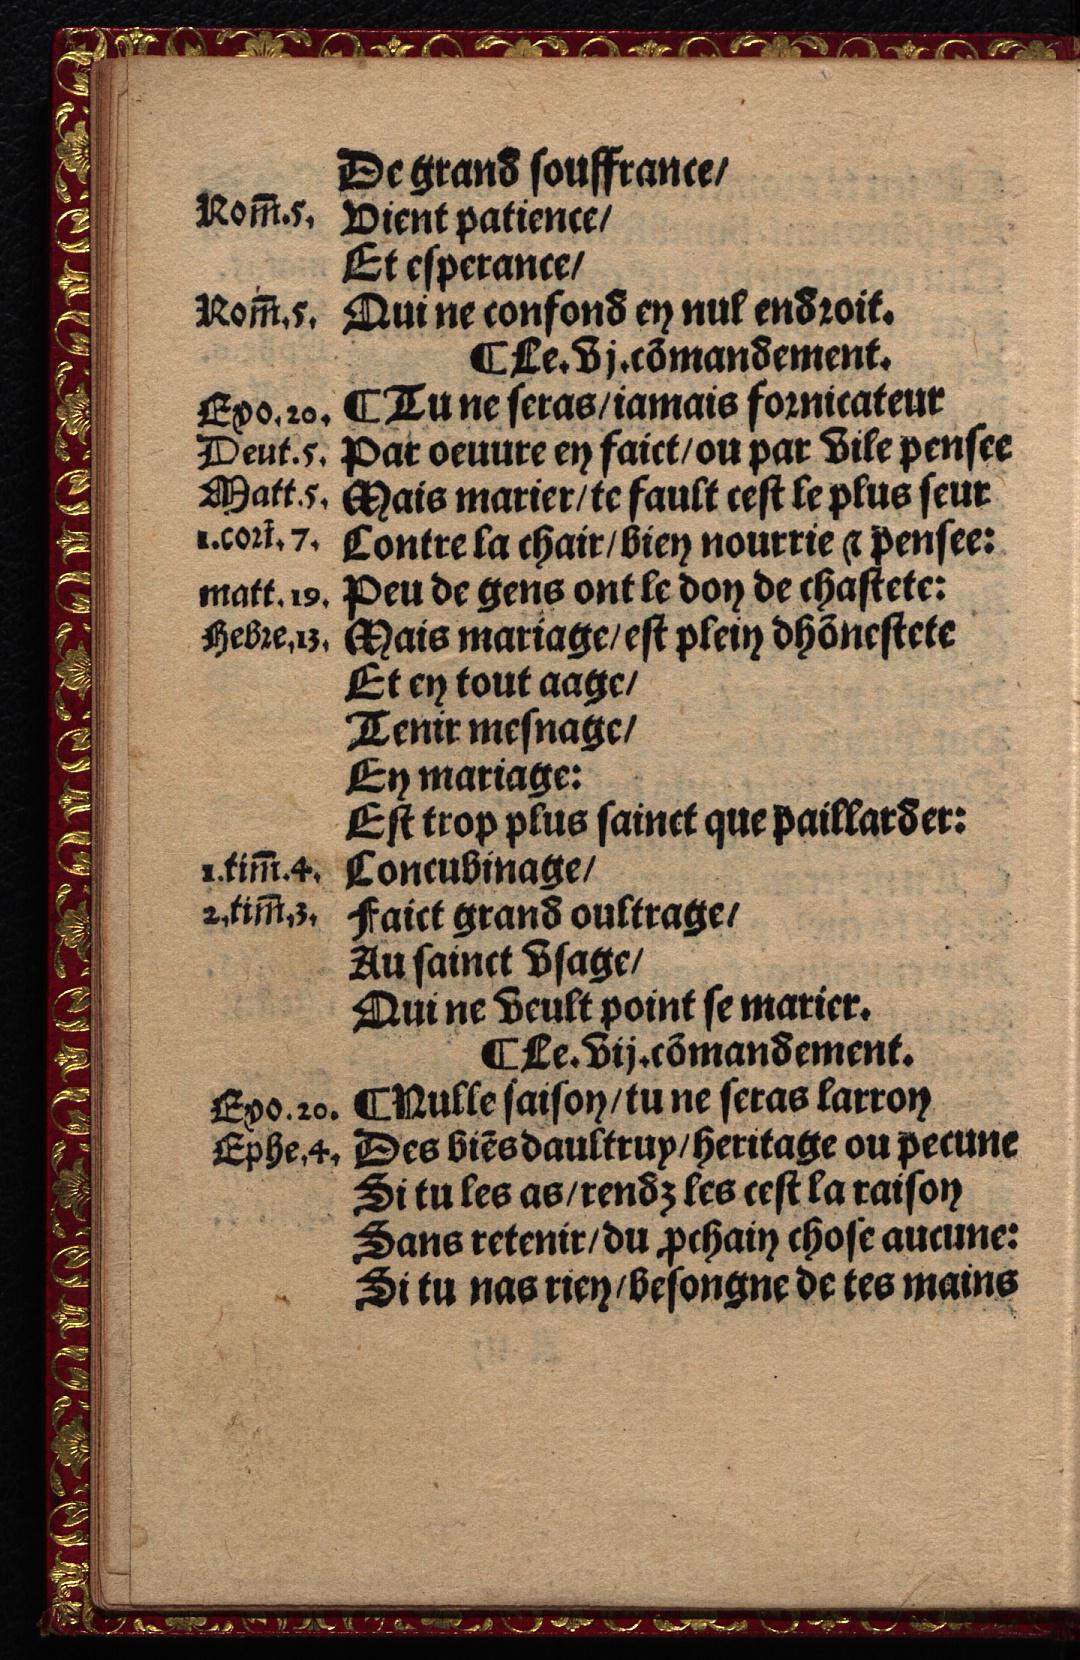 De grand souffrance/
Rom̄.5. Vient patience/
Et esperance/
Rom̄.5. Qui ne confond en nul endroit.
¶ Le. vj. cōmandement.
Exo.20. ¶ Tu ne seras/iamais fornicateur
Deut.5. Par oeuure en faict/ou par vile pensee
Matt.5. Mais marier/te fault cest le plus seur
1.cori. 7. Contre la chair/bien nourrie & pensee:
matt. 19. Peu de gens ont le don de chastete:
Hebre,13. Mais mariage/est plein dhōnestete
Et en tout aage/
Tenir mesnage/
En mariage:
Est trop plus sainct que paillarder:
1.tim̄.4. Concubinage/
2,tim̄,3. Faict grand oultrage/
Au sainct vsage/
Qui ne veult point se marier.
¶ Le. vij. cōmandement.
Exo.20. ¶ Nulle saison/tu ne seras larron
Ephe,4, Des biēs daultruy/heritage ou pecune
Si tu les as/rendz les cest la raison
Sans retenir/du ꝓchain chose aucune:
Si tu nas rien/besongne de tes mains